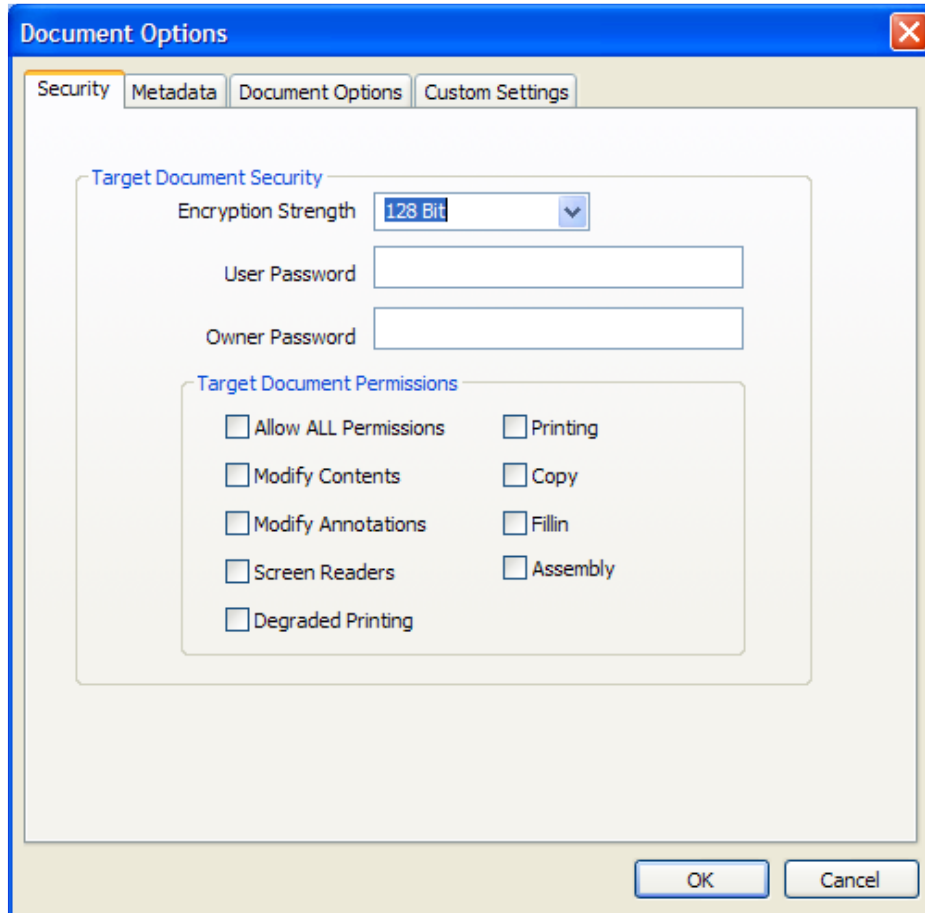 Document Options
Security Metadata Document Options Custom Settings
Target Document Security
Encryption Strength 128 Bit
User Password
Owner Password
Target Document Permissions
Allow ALL Permissions Printing
Modify Contents Copy
Modify Annotations Fillin
Screen Readers Assembly
Degraded Printing
OK Cancel